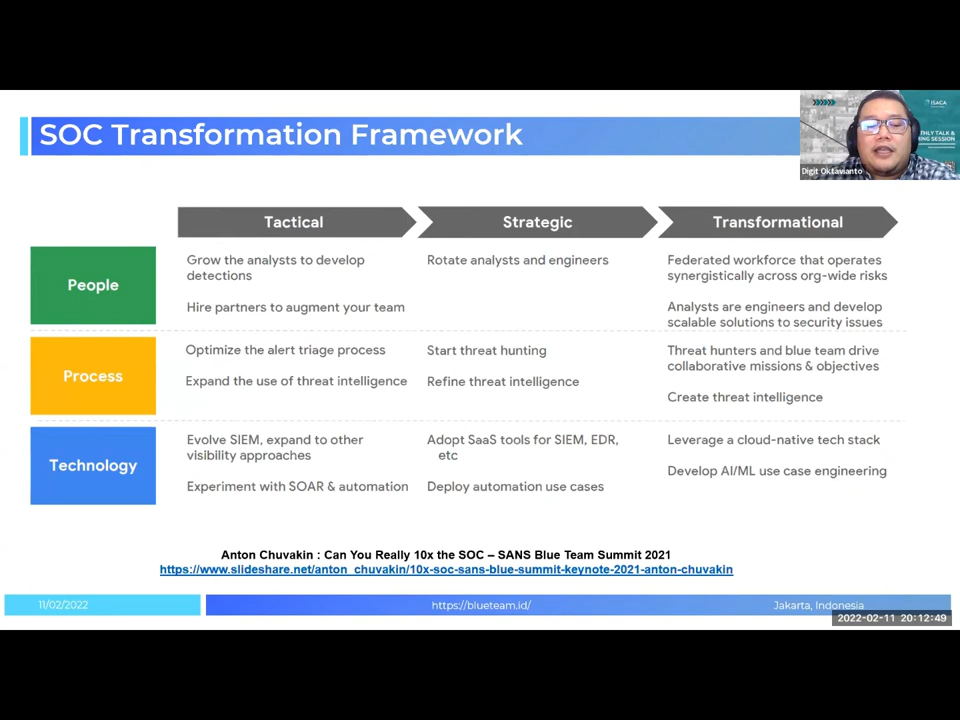 SOC Transformation Framework
ISACA
THLY TALK &
NG SESSION
Digit Oktavianto
Tactical
Strategic
Transformational
People
Grow the analysts to develop
detections
Hire partners to augment your team
Rotate analysts and engineers
Federated workforce that operates
synergistically across org-wide risks
Analysts are engineers and develop
scalable solutions to security issues
Process
Optimize the alert triage process
Expand the use of threat intelligence
Start threat hunting
Refine threat intelligence
Threat hunters and blue team drive
collaborative missions & objectives
Create threat intelligence
Technology
Evolve SIEM, expand to other
visibility approaches
Experiment with SOAR & automation
Adopt SaaS tools for SIEM, EDR,
etc
Deploy automation use cases
Leverage a cloud-native tech stack
Develop AI/ML use case engineering
Anton Chuvakin : Can You Really 10x the SOC – SANS Blue Team Summit 2021
https://www.slideshare.net/anton_chuvakin/10x-soc-sans-blue-summit-keynote-2021-anton-chuvakin
11/02/2022
https://blueteam.id/
Jakarta, Indonesia
2022-02-11 20:12:49